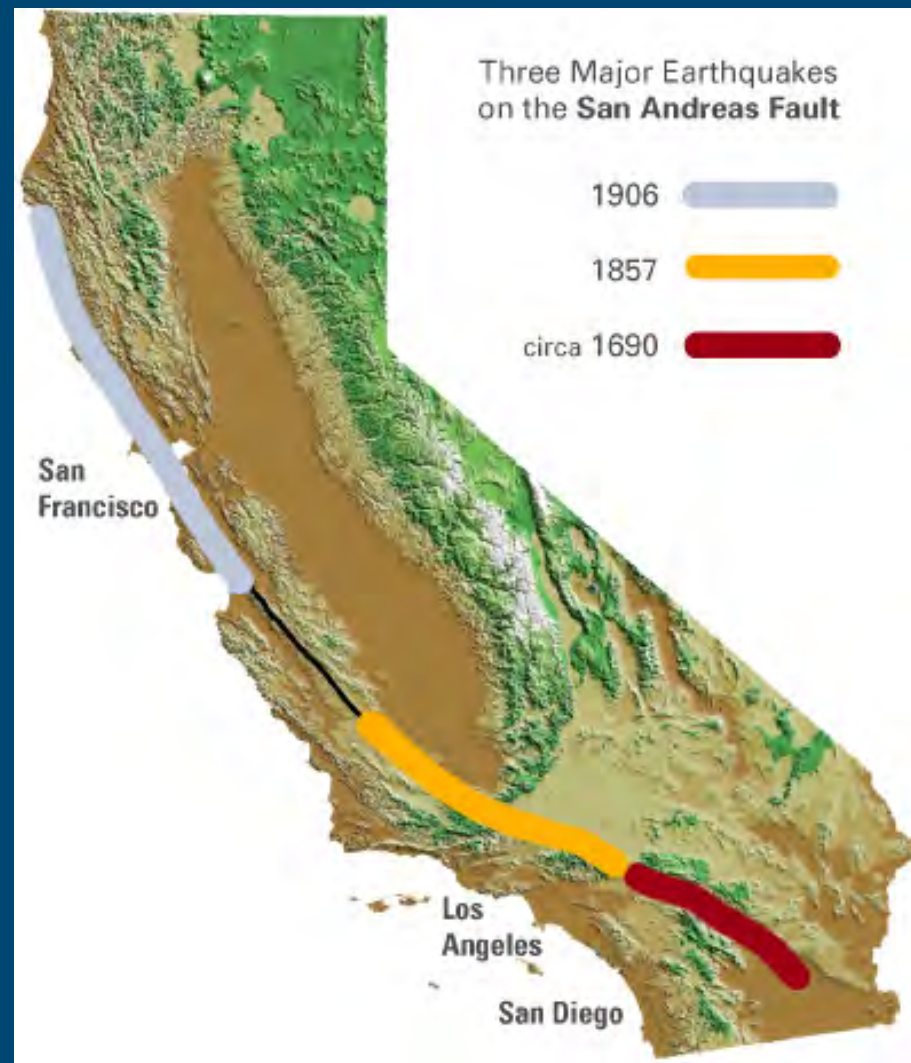 Three Major Earthquakes
on the San Andreas Fault
1906
1857
circa 1690
San
Francisco
Los
Angeles
San Diego